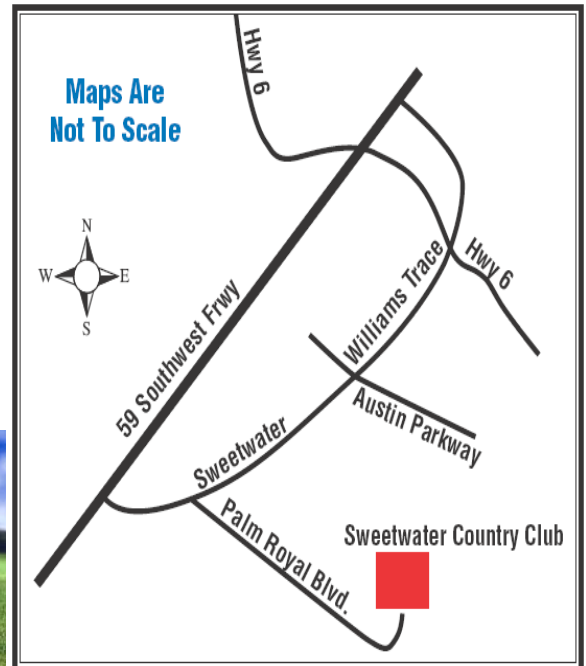 Hwy 6
Maps Are
Not To Scale
N
W
E
S
Hwy 6
Williams Trace
59 Southwest Frwy
Austin Parkway
Sweetwater
Palm Royal Blvd.
Sweetwater Country Club